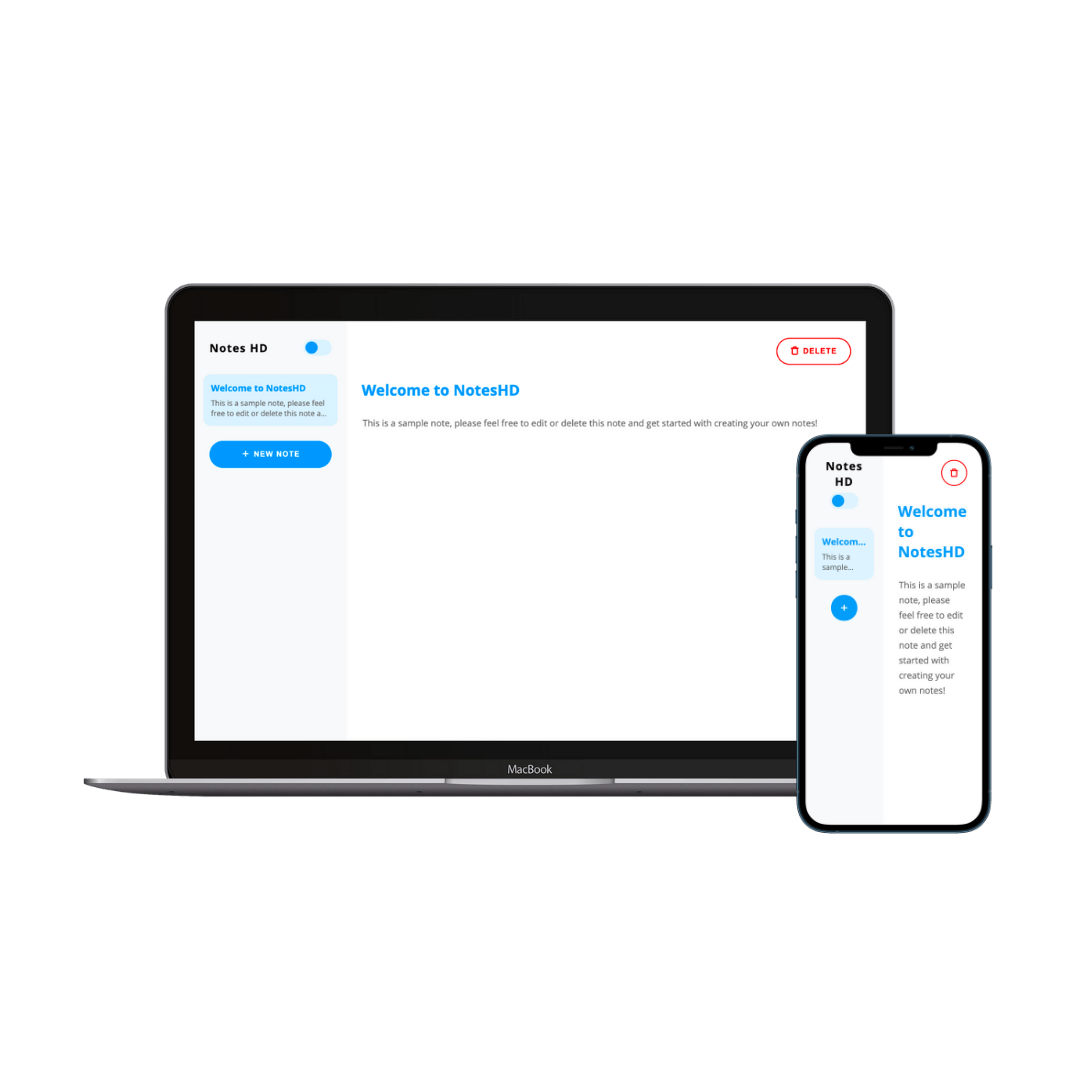 Notes HD
DELETE
Welcome to NotesHD
This is a sample note, please feel
free to edit or delete this note a...
+ NEW NOTE
Welcome to NotesHD
This is a sample note, please feel free to edit or delete this note and get started with creating your own notes!
MacBook
Notes
HD
Welcom...
This is a
sample...
+
Welcome
to
NotesHD
This is a sample
note, please
feel free to edit
or delete this
note and get
started with
creating your
own notes!